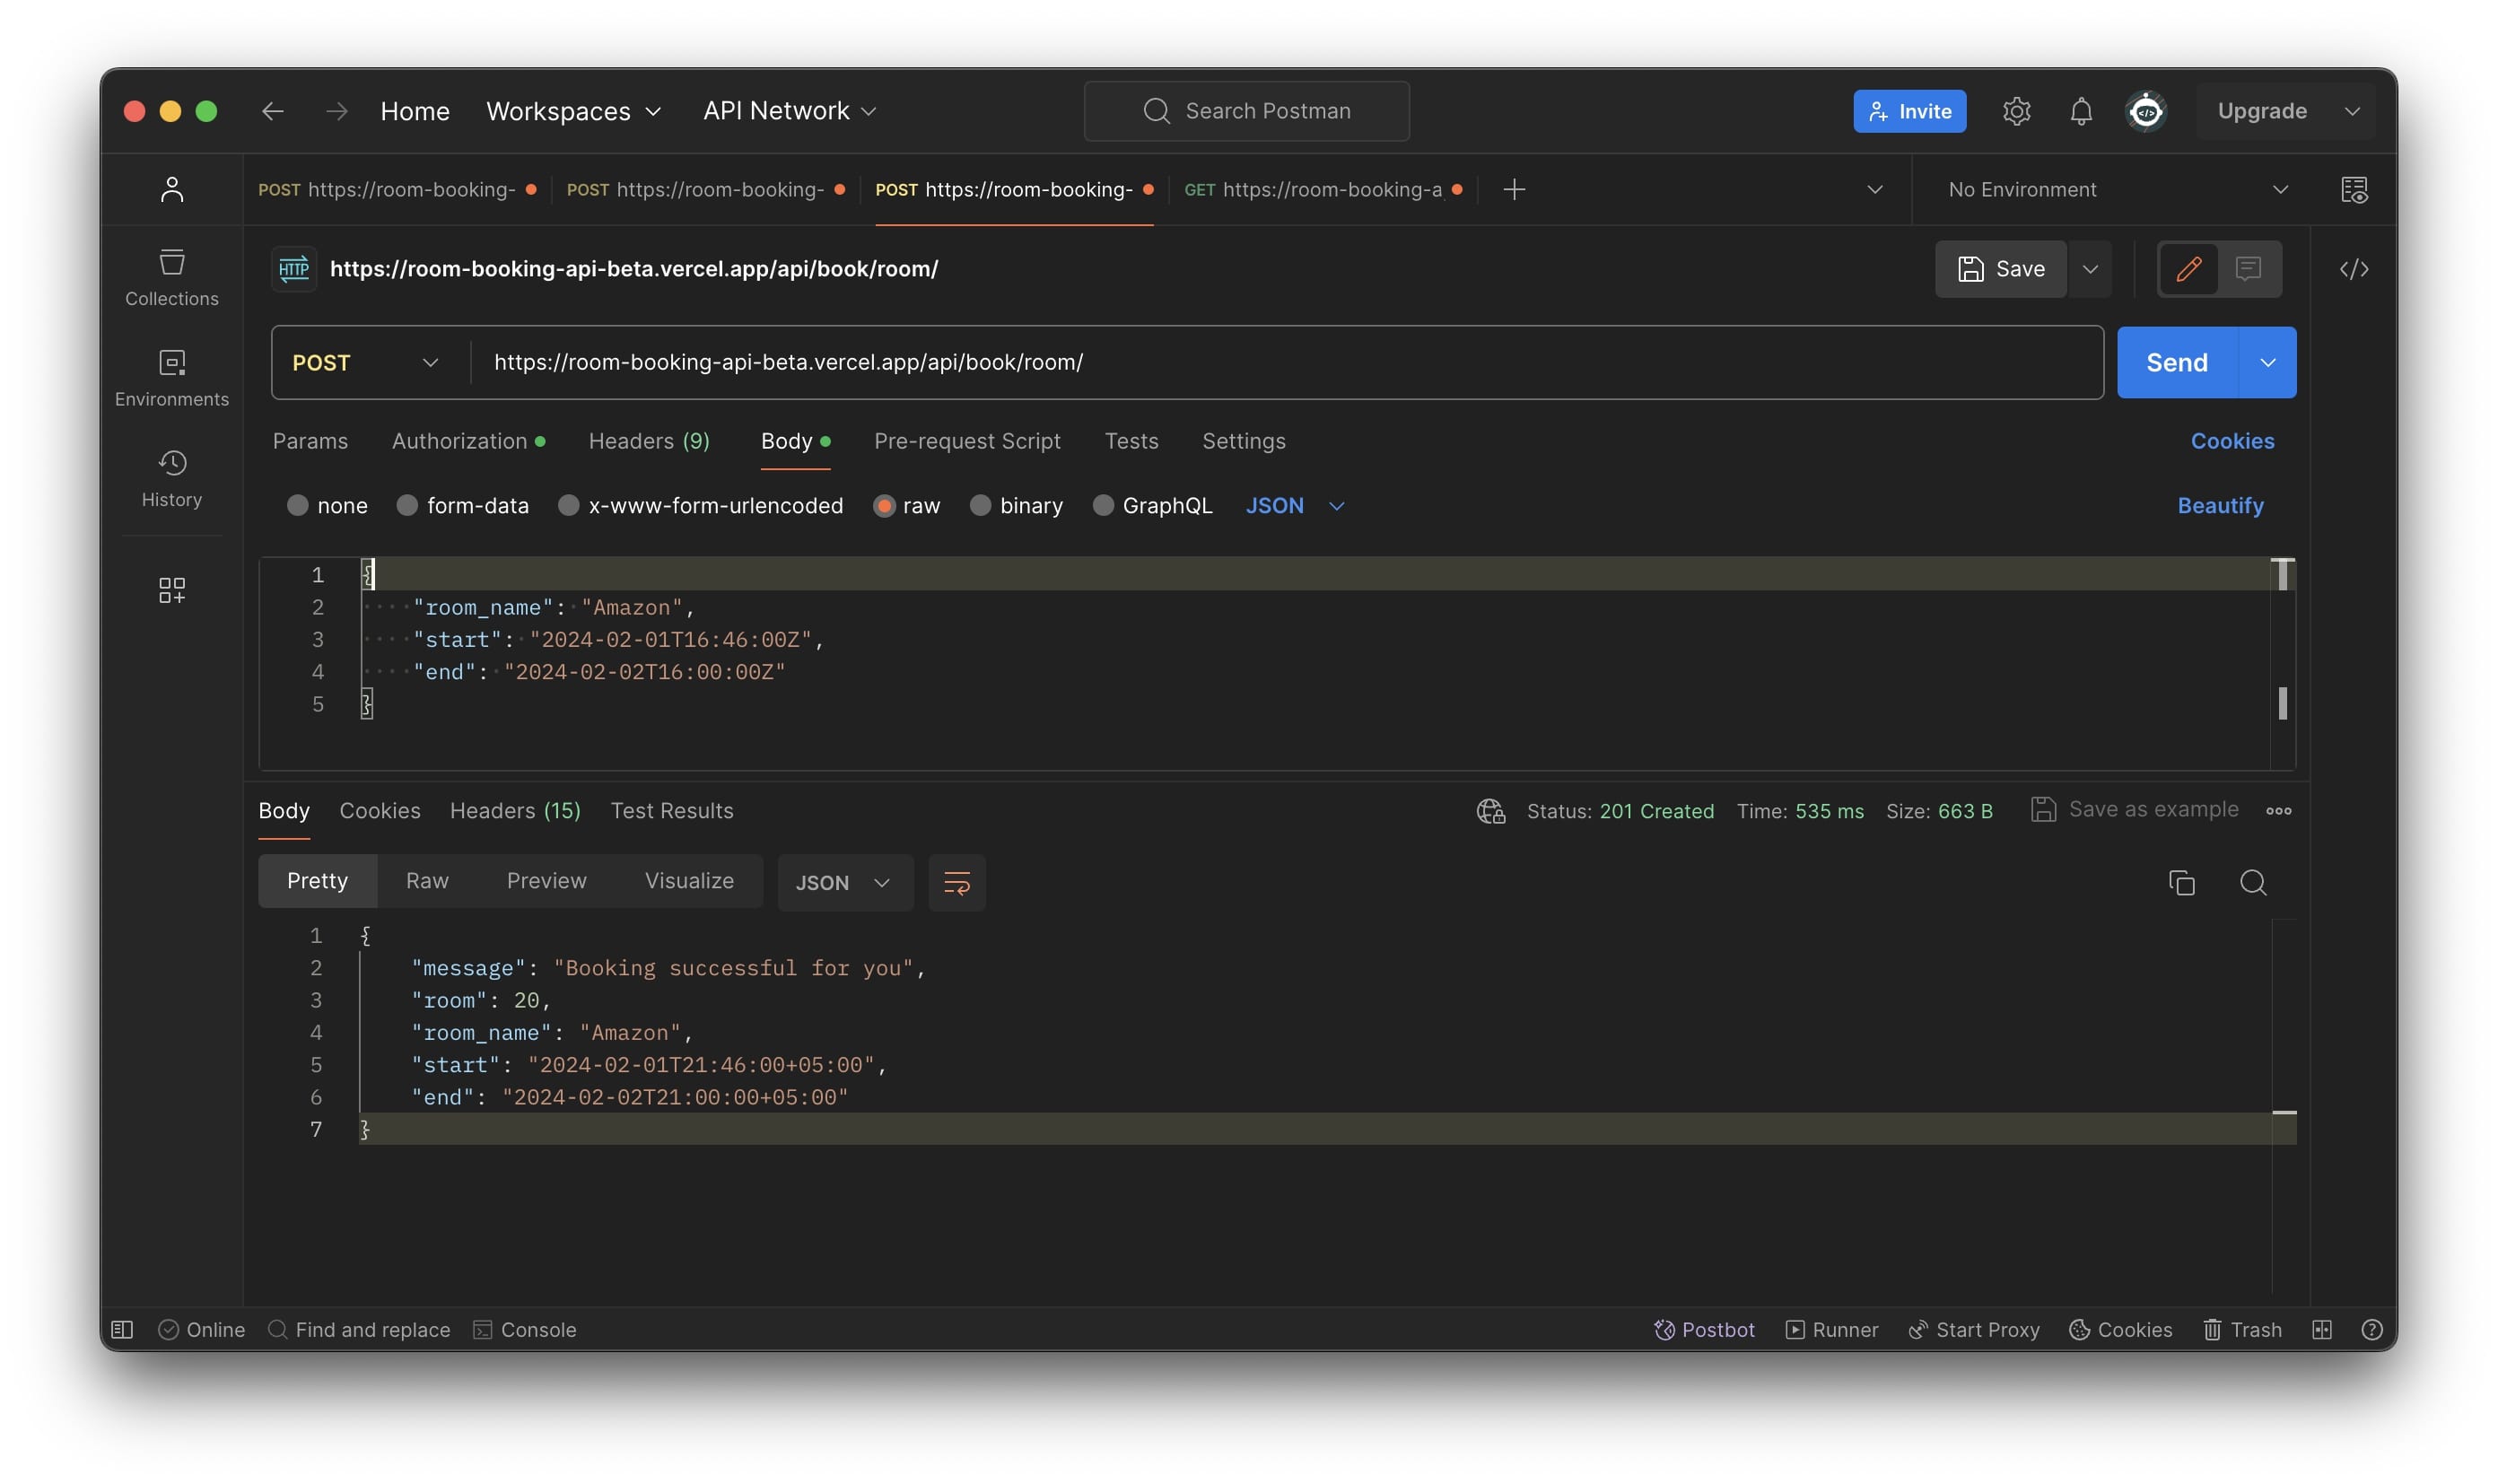 Home Workspaces API Network Search Postman Invite Upgrade
POST https://room-booking- POST https://room-booking- POST https://room-booking- GET https://room-booking-a No Environment
HTTP https://room-booking-api-beta.vercel.app/api/book/room/ Save
Collections
POST https://room-booking-api-beta.vercel.app/api/book/room/ Send
Environments
Params Authorization Headers (9) Body Pre-request Script Tests Settings Cookies
History
none form-data x-www-form-urlencoded raw binary GraphQL JSON Beautify
1 {
2 "room_name": "Amazon",
3 "start": "2024-02-01T16:46:00Z",
4 "end": "2024-02-02T16:00:00Z"
5 }
Body Cookies Headers (15) Test Results Status: 201 Created Time: 535 ms Size: 663 B Save as example
Pretty Raw Preview Visualize JSON
1 {
2 "message": "Booking successful for you",
3 "room": 20,
4 "room_name": "Amazon",
5 "start": "2024-02-01T21:46:00+05:00",
6 "end": "2024-02-02T21:00:00+05:00"
7 }
Online Find and replace Console Postbot Runner Start Proxy Cookies Trash